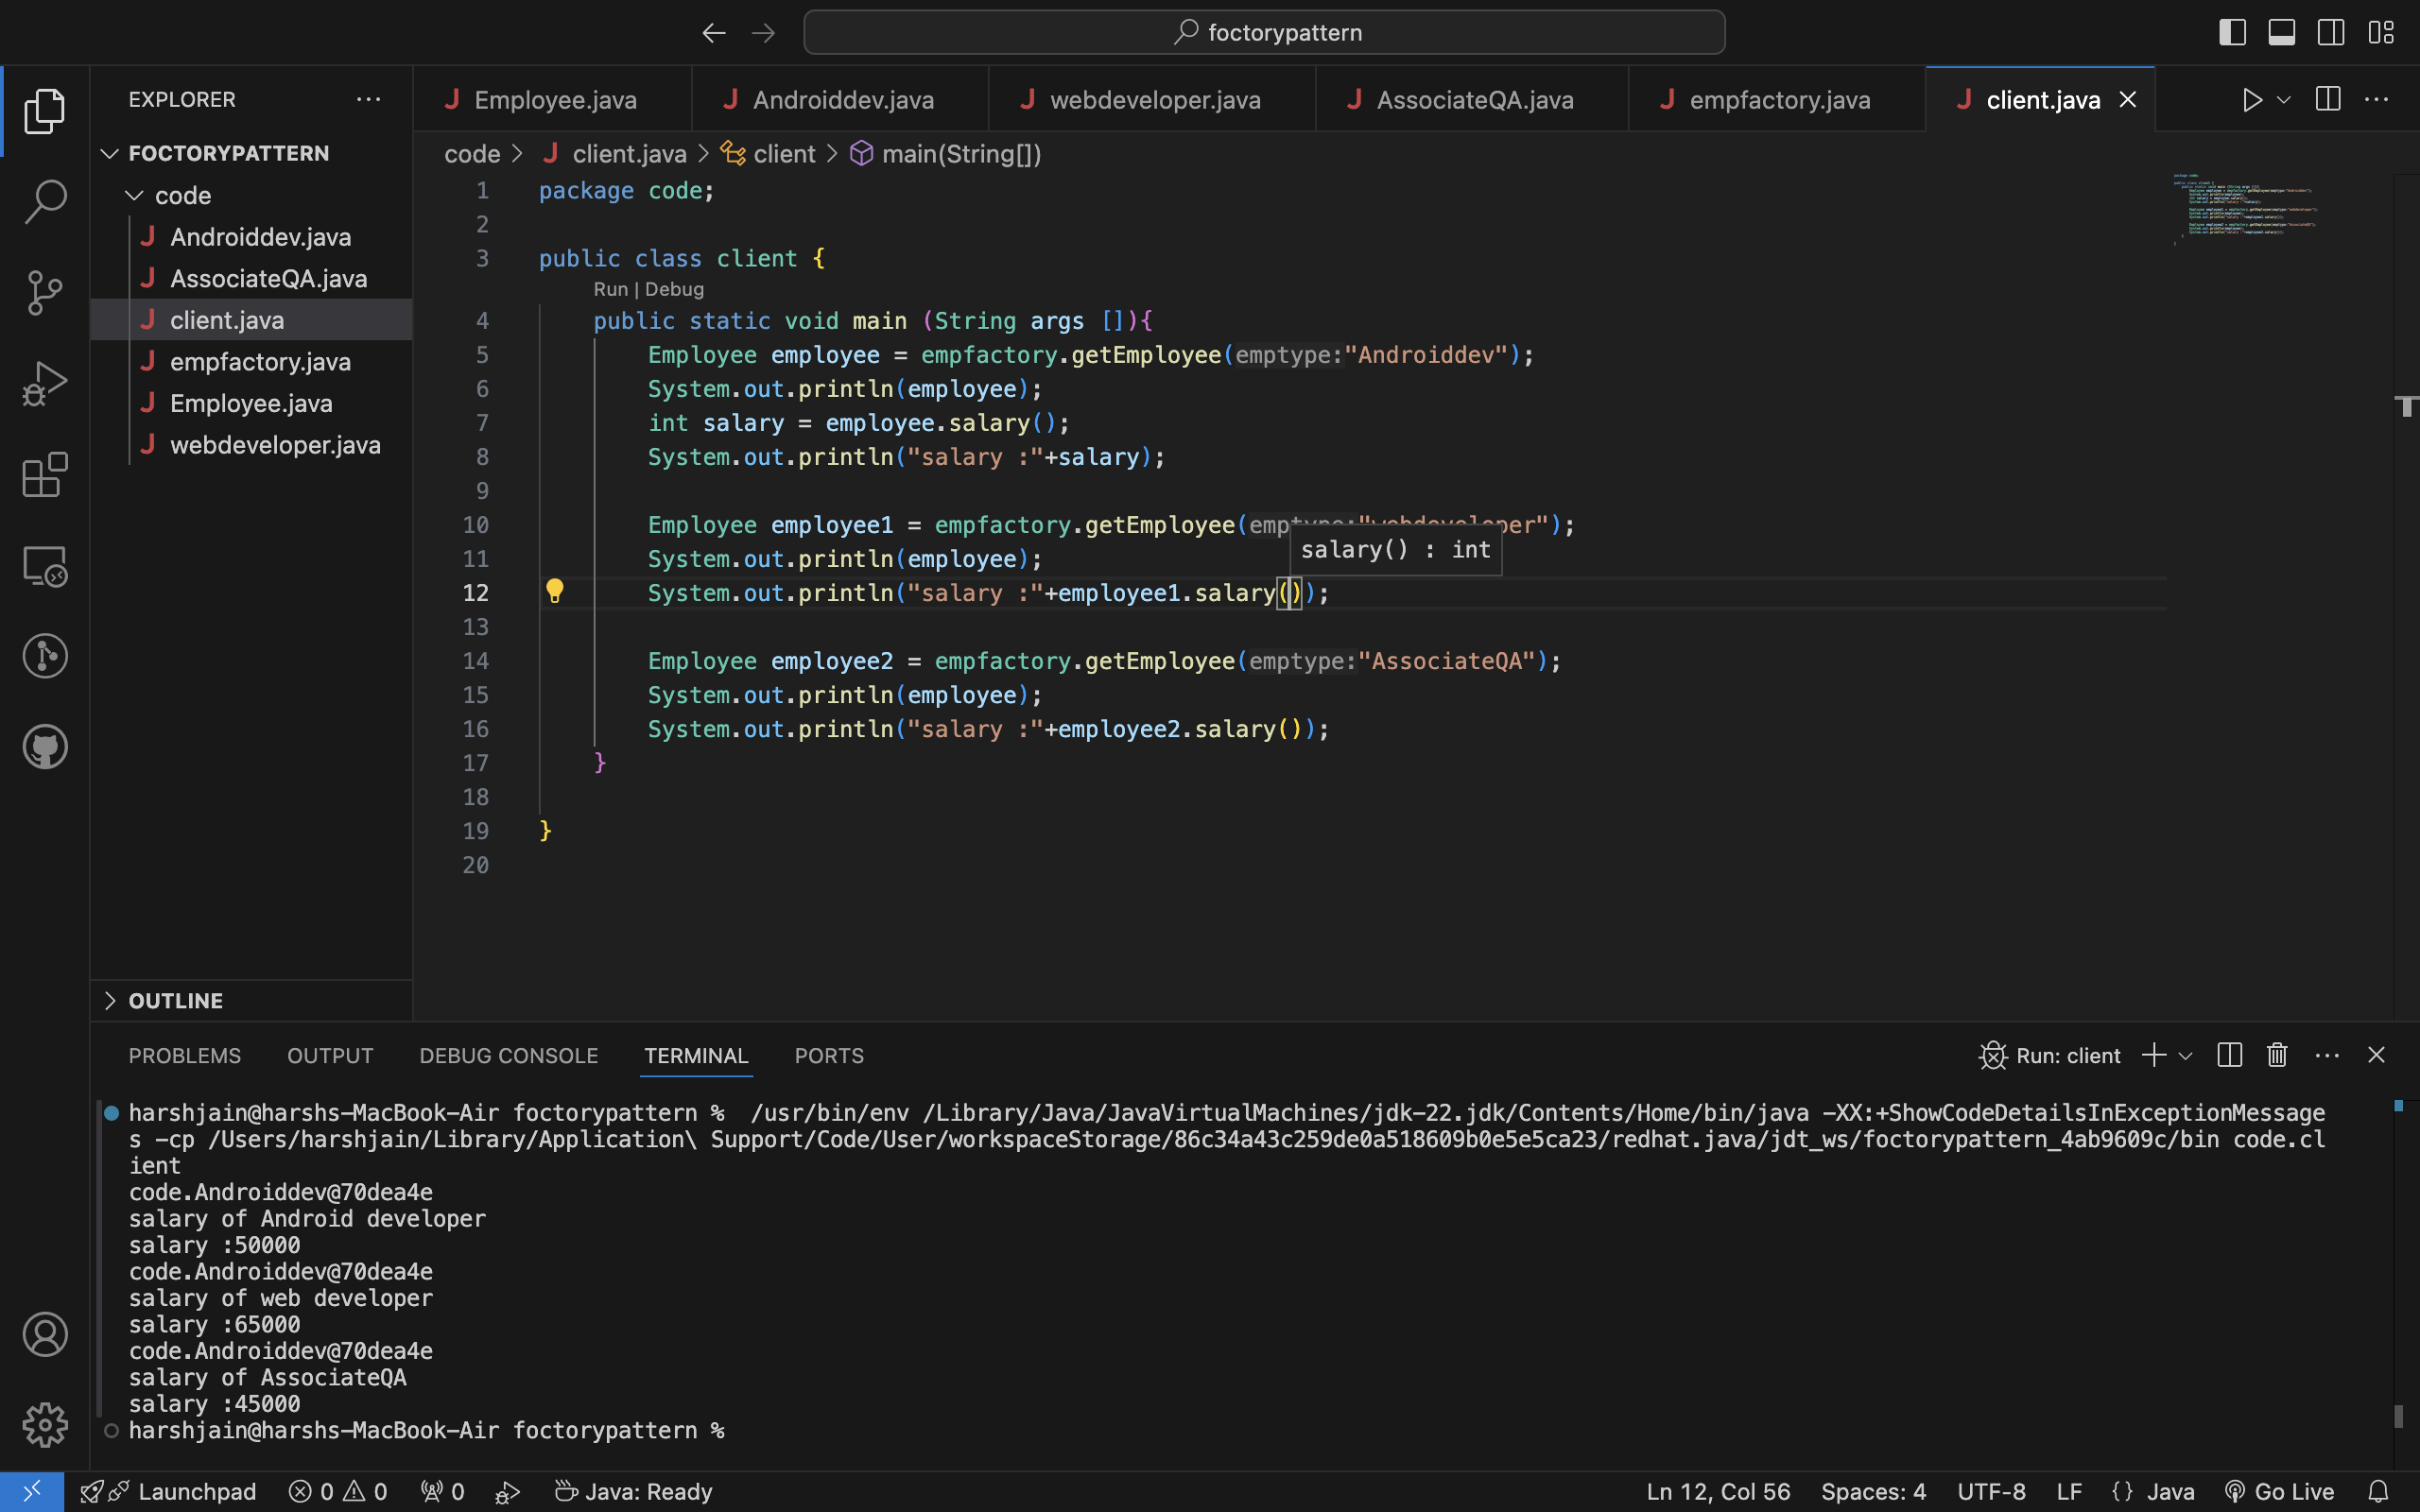 foctorypattern
EXPLORER
Employee.java
Androiddev.java
webdeveloper.java
AssociateQA.java
empfactory.java
client.java
FOCTORYPATTERN
code
Androiddev.java
AssociateQA.java
client.java
empfactory.java
Employee.java
webdeveloper.java
OUTLINE
code > client.java > client > main(String[])
1 package code;
2
3 public class client {
Run | Debug
4 public static void main (String args []){
5 Employee employee = empfactory.getEmployee(emptype:"Androiddev");
6 System.out.println(employee);
7 int salary = employee.salary();
8 System.out.println("salary :"+salary);
9
10 Employee employee1 = empfactory.getEmployee(emptype:"webdeveloper");
11 System.out.println(employee);
salary() : int
12 System.out.println("salary :"+employee1.salary());
13
14 Employee employee2 = empfactory.getEmployee(emptype:"AssociateQA");
15 System.out.println(employee);
16 System.out.println("salary :"+employee2.salary());
17 }
18
19 }
20
PROBLEMS OUTPUT DEBUG CONSOLE TERMINAL PORTS
Run: client
harshjain@harshs-MacBook-Air foctorypattern %  /usr/bin/env /Library/Java/JavaVirtualMachines/jdk-22.jdk/Contents/Home/bin/java -XX:+ShowCodeDetailsInExceptionMessage
s -cp /Users/harshjain/Library/Application\ Support/Code/User/workspaceStorage/86c34a43c259de0a518609b0e5e5ca23/redhat.java/jdt_ws/foctorypattern_4ab9609c/bin code.cl
ient
code.Androiddev@70dea4e
salary of Android developer
salary :50000
code.Androiddev@70dea4e
salary of web developer
salary :65000
code.Androiddev@70dea4e
salary of AssociateQA
salary :45000
harshjain@harshs-MacBook-Air foctorypattern %
Launchpad 0 0 0 Java: Ready
Ln 12, Col 56 Spaces: 4 UTF-8 LF {} Java Go Live